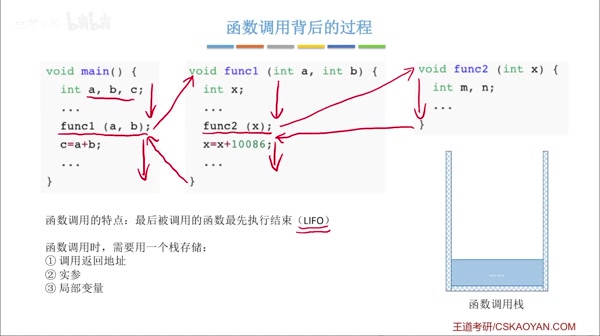 bilibili
函数调用背后的过程
void main() {
int a, b, c;
...
func1 (a, b);
c=a+b;
...
}
void func1 (int a, int b) {
int x;
...
func2 (x);
x=x+10086;
...
}
void func2 (int x) {
int m, n;
...
}
函数调用的特点：最后被调用的函数最先执行结束（LIFO）
函数调用时，需要用一个栈存储：
① 调用返回地址
② 实参
③ 局部变量
......
函数调用栈
王道考研/CSKAOYAN.COM